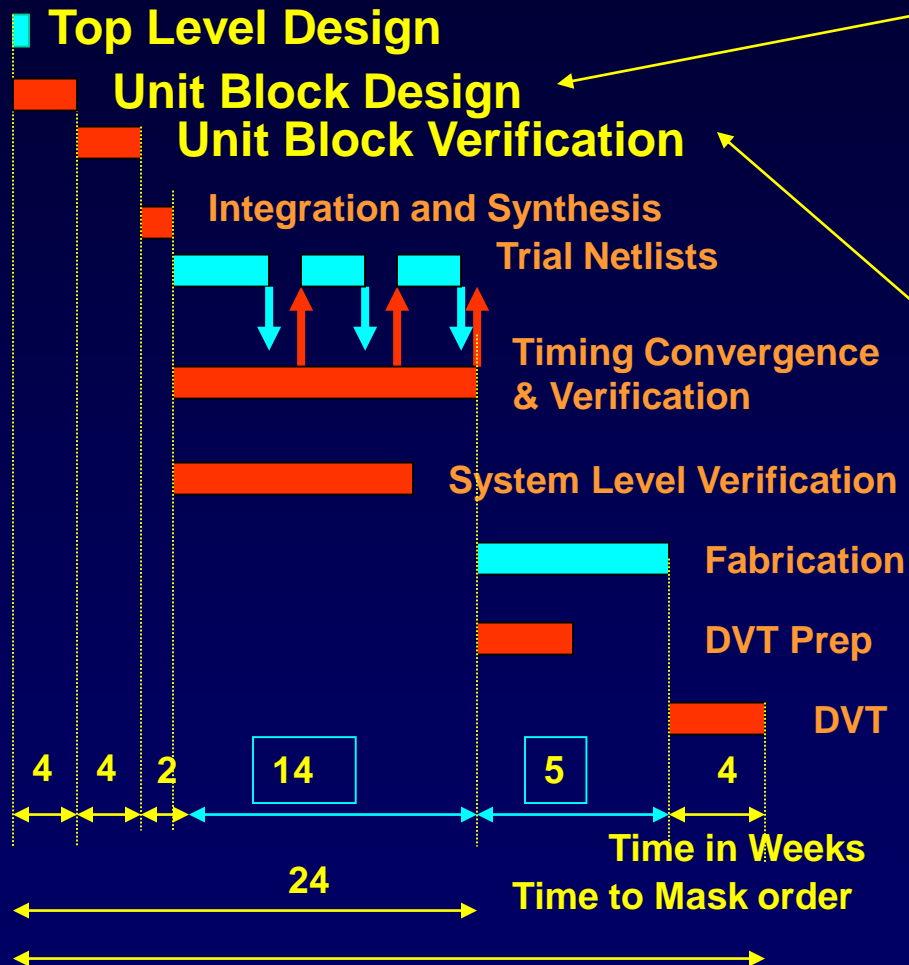 Top Level Design
Unit Block Design
Unit Block Verification
Integration and Synthesis
Trial Netlists
Timing Convergence
& Verification
System Level Verification
Fabrication
DVT Prep
DVT
4 4 2 14 5 4
Time in Weeks
24
Time to Mask order